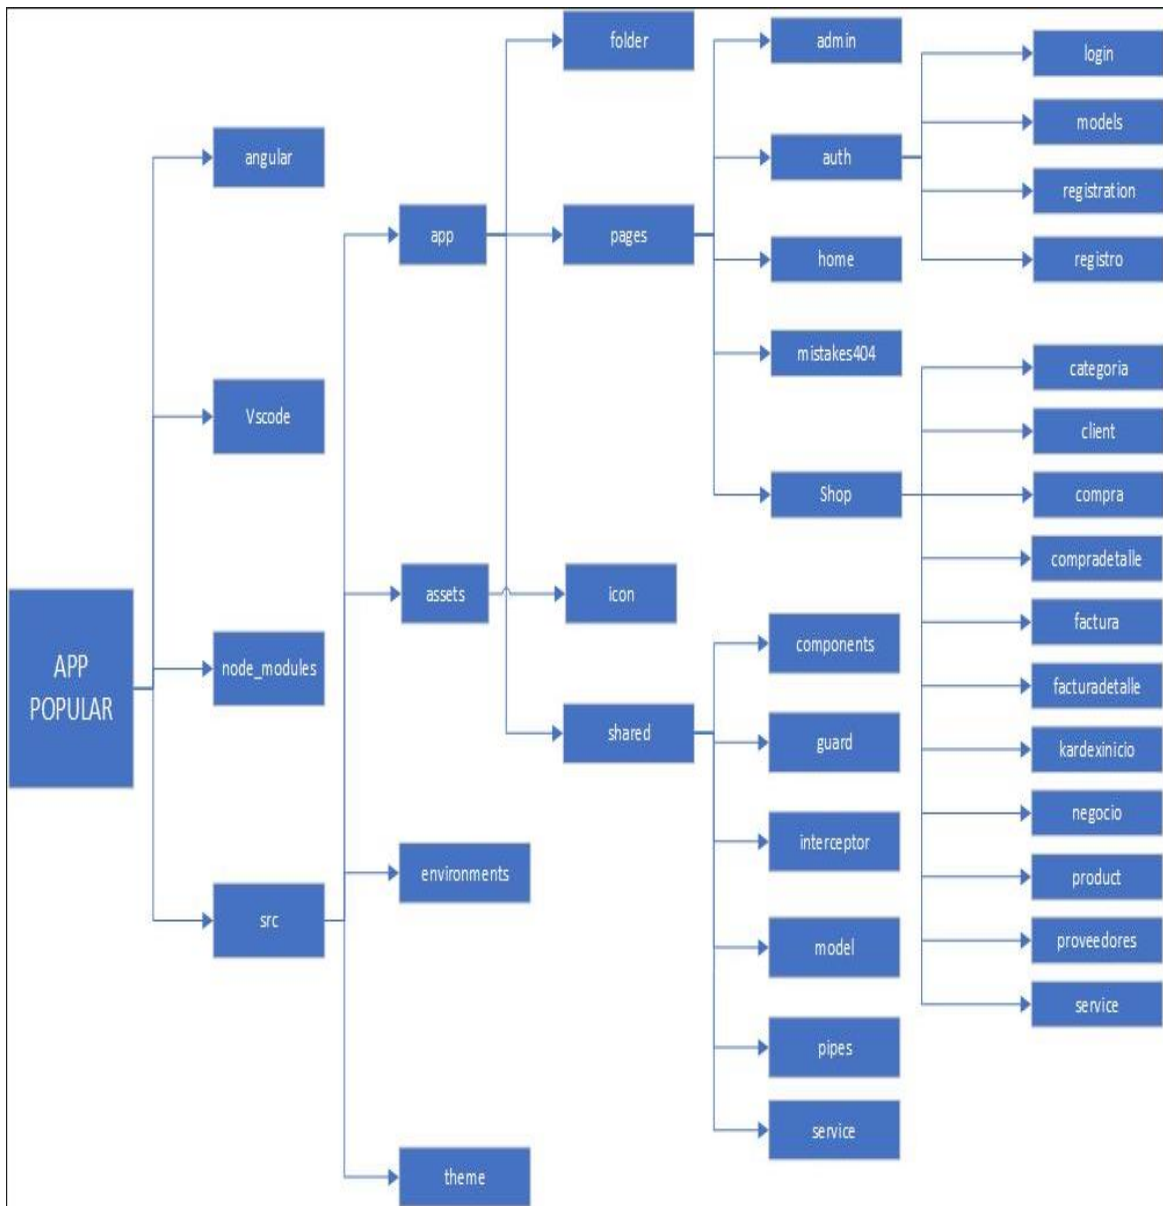 APP
POPULAR
angular
Vscode
node_modules
src
app
assets
environments
theme
folder
pages
icon
shared
admin
auth
home
mistakes404
Shop
components
guard
interceptor
model
pipes
service
login
models
registration
registro
categoria
client
compra
compradetalle
factura
facturadetalle
kardexinicio
negocio
product
proveedores
service